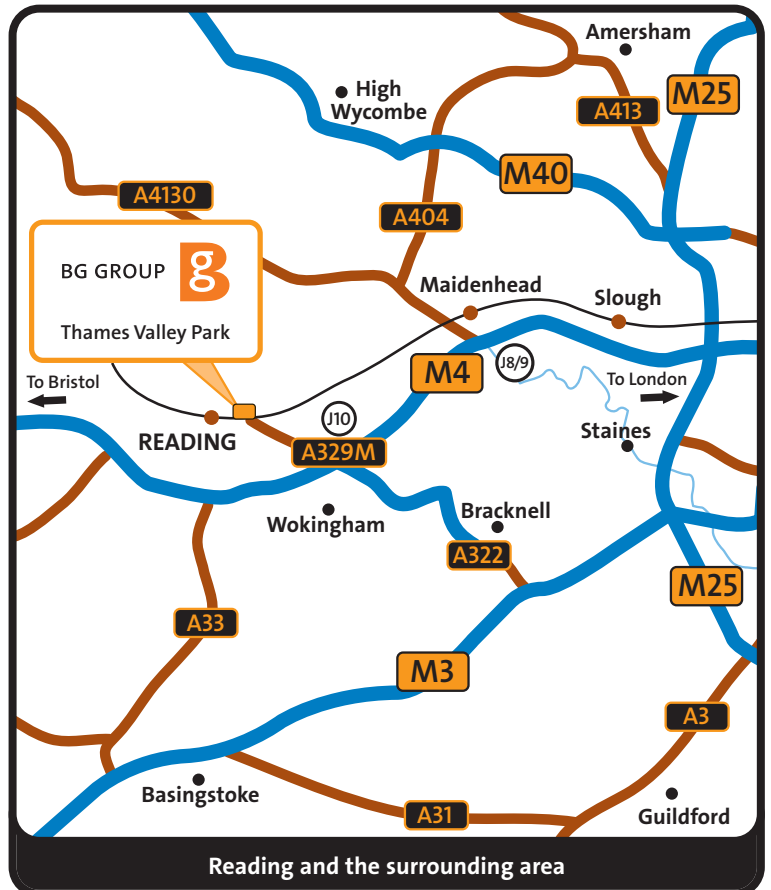 Amersham
High
Wycombe
M25
A413
M40
A4130
A404
BG GROUP
g
Thames Valley Park
Maidenhead
Slough
J8/9
M4
To Bristol
To London
J10
READING
A329M
Staines
Wokingham
Bracknell
A322
M25
A33
M3
A3
Basingstoke
A31
Guildford
Reading and the surrounding area